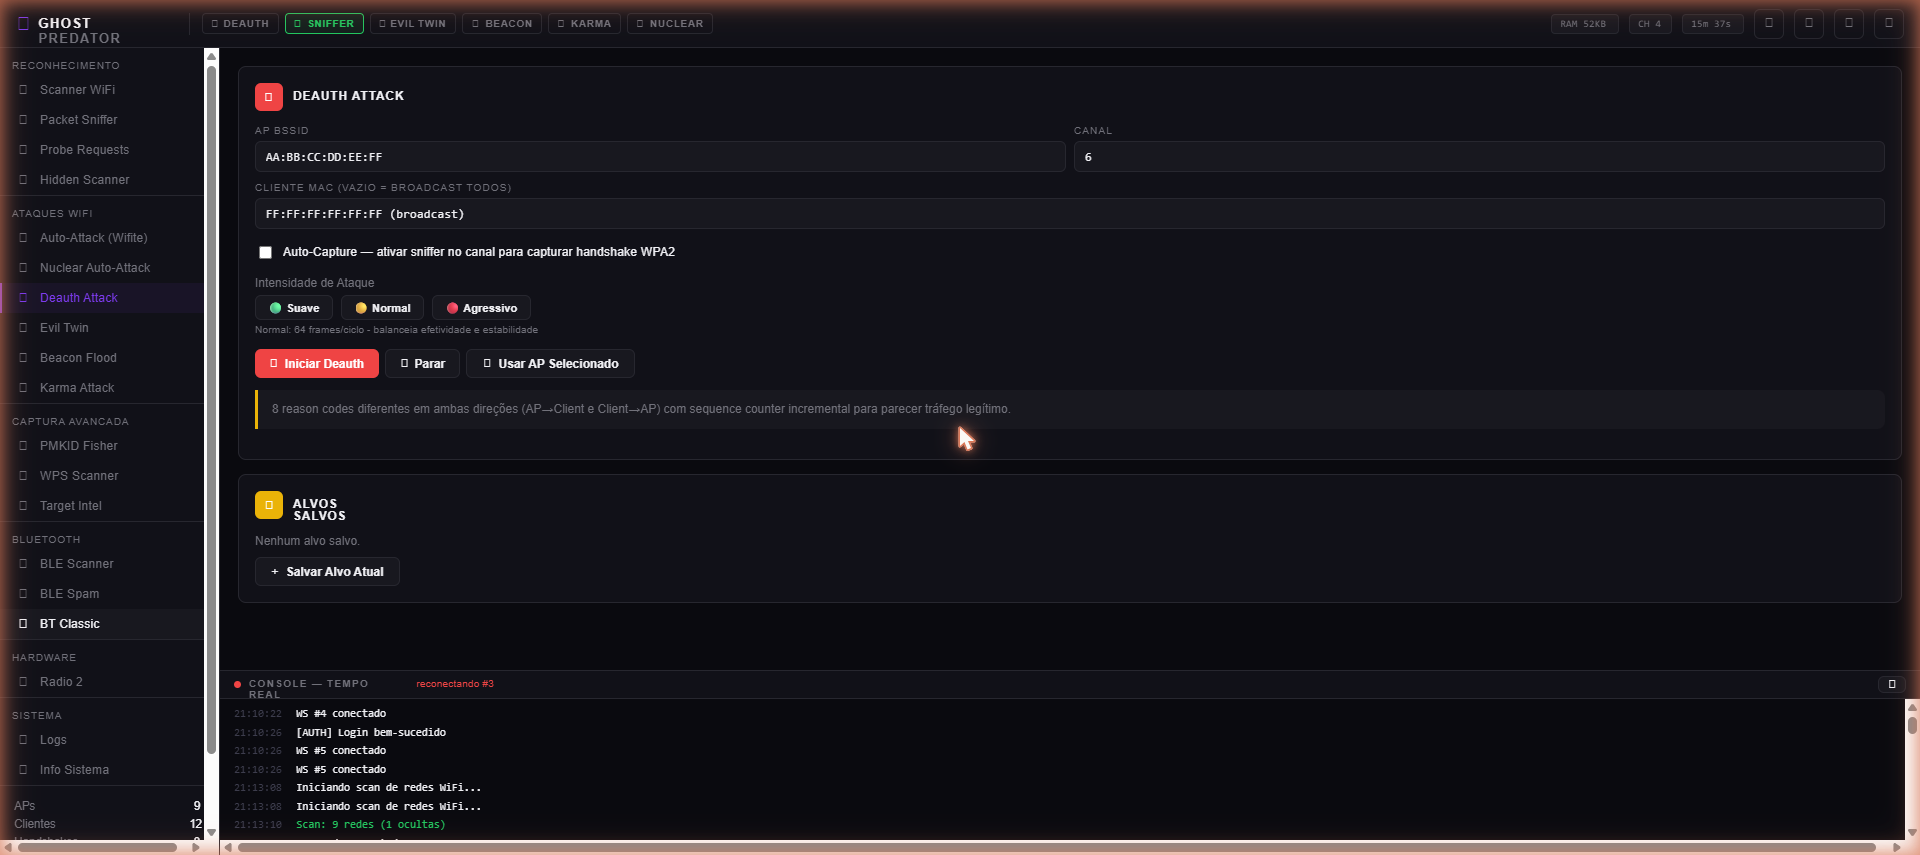 GHOST
PREDATOR
DEAUTH
SNIFFER
EVIL TWIN
BEACON
KARMA
NUCLEAR
RAM 52KB
CH 4
15m 37s
RECONHECIMENTO
Scanner WiFi
Packet Sniffer
Probe Requests
Hidden Scanner
ATAQUES WIFI
Auto-Attack (Wifite)
Nuclear Auto-Attack
Deauth Attack
Evil Twin
Beacon Flood
Karma Attack
CAPTURA AVANCADA
PMKID Fisher
WPS Scanner
Target Intel
BLUETOOTH
BLE Scanner
BLE Spam
BT Classic
HARDWARE
Radio 2
SISTEMA
Logs
Info Sistema
APs 9
Clientes 12
DEAUTH ATTACK
AP BSSID
CANAL
AA:BB:CC:DD:EE:FF
6
CLIENTE MAC (VAZIO = BROADCAST TODOS)
FF:FF:FF:FF:FF:FF (broadcast)
Auto-Capture — ativar sniffer no canal para capturar handshake WPA2
Intensidade de Ataque
Suave
Normal
Agressivo
Normal: 64 frames/ciclo - balanceia efetividade e estabilidade
Iniciar Deauth
Parar
Usar AP Selecionado
8 reason codes diferentes em ambas direções (AP→Client e Client→AP) com sequence counter incremental para parecer tráfego legítimo.
ALVOS
SALVOS
Nenhum alvo salvo.
+ Salvar Alvo Atual
CONSOLE — TEMPO
REAL
reconectando #3
21:10:22 WS #4 conectado
21:10:26 [AUTH] Login bem-sucedido
21:10:26 WS #5 conectado
21:10:26 WS #5 conectado
21:13:08 Iniciando scan de redes WiFi...
21:13:08 Iniciando scan de redes WiFi...
21:13:10 Scan: 9 redes (1 ocultas)